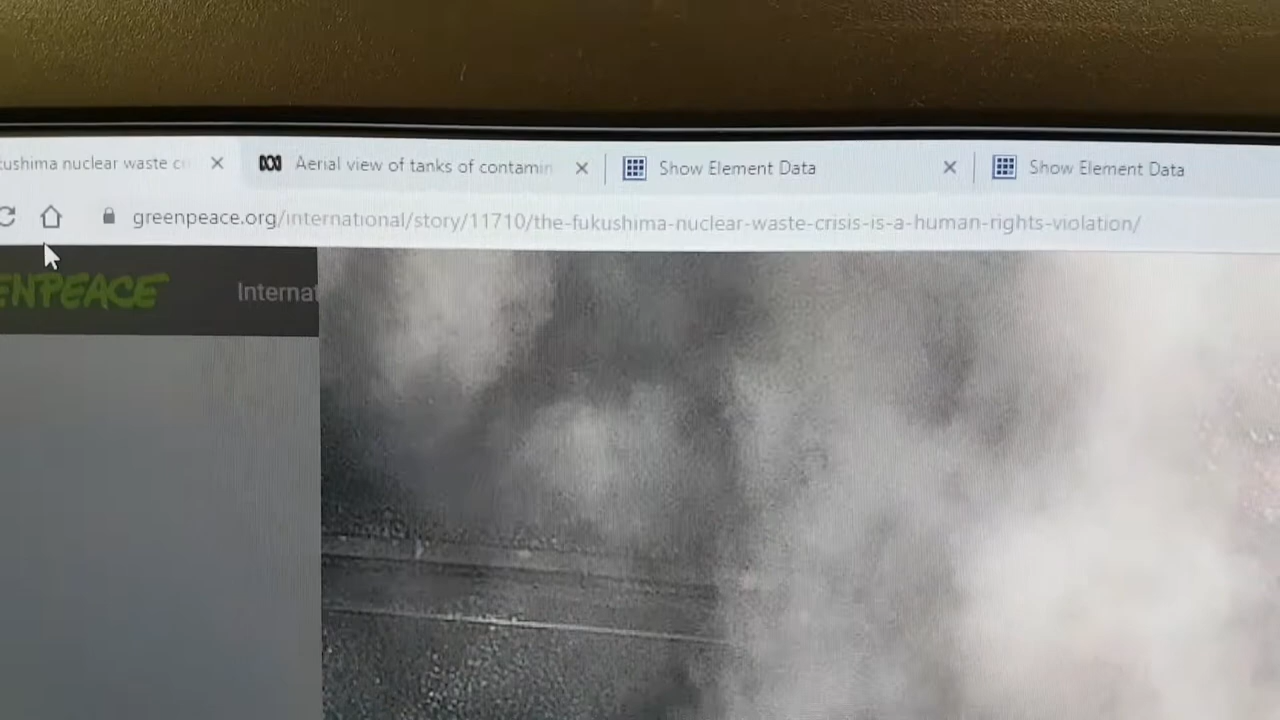 kushima nuclear waste c
Aerial view of tanks of contamin
Show Element Data
Show Element Data
greenpeace.org/international/story/11710/the-fukushima-nuclear-waste-crisis-is-a-human-rights-violation/
ENPEACE
Internat